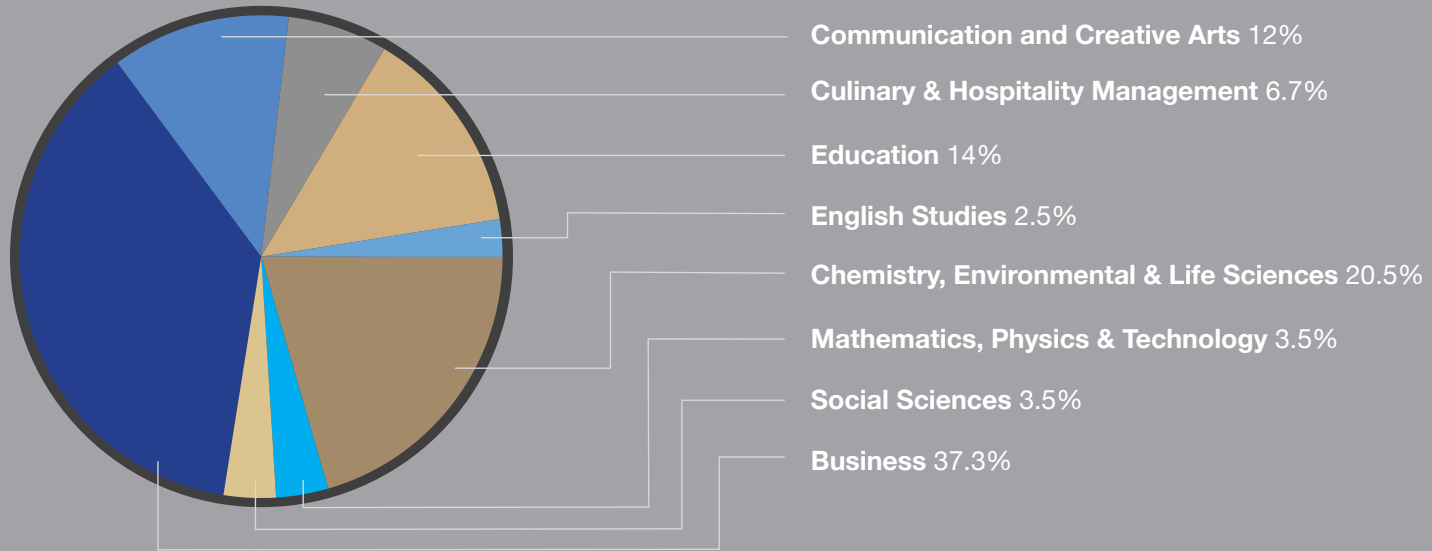 Communication and Creative Arts 12%
Culinary & Hospitality Management 6.7%
Education 14%
English Studies 2.5%
Chemistry, Environmental & Life Sciences 20.5%
Mathematics, Physics & Technology 3.5%
Social Sciences 3.5%
Business 37.3%